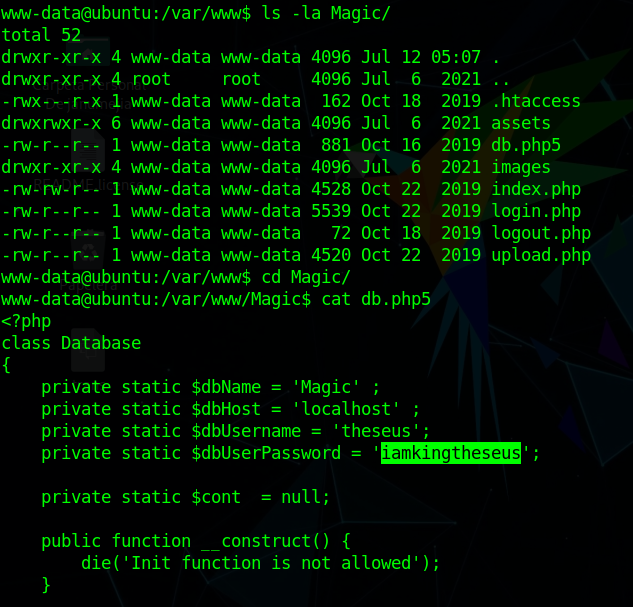 www-data@ubuntu:/var/www$ ls -la Magic/
total 52
drwxr-xr-x 4 www-data www-data 4096 Jul 12 05:07 .
drwxr-xr-x 4 root     root     4096 Jul  6  2021 ..
-rwx---r-x 1 www-data www-data  162 Oct 18  2019 .htaccess
drwxrwxr-x 6 www-data www-data 4096 Jul  6  2021 assets
-rw-r--r-- 1 www-data www-data  881 Oct 16  2019 db.php5
drwxr-xr-x 4 www-data www-data 4096 Jul  6  2021 images
-rw-rw-r-- 1 www-data www-data 4528 Oct 22  2019 index.php
-rw-r--r-- 1 www-data www-data 5539 Oct 22  2019 login.php
-rw-r--r-- 1 www-data www-data   72 Oct 18  2019 logout.php
-rw-r--r-- 1 www-data www-data 4520 Oct 22  2019 upload.php
www-data@ubuntu:/var/www$ cd Magic/
www-data@ubuntu:/var/www/Magic$ cat db.php5
<?php
class Database
{
    private static $dbName = 'Magic' ;
    private static $dbHost = 'localhost' ;
    private static $dbUsername = 'theseus';
    private static $dbUserPassword = 'iamkingtheseus';

    private static $cont  = null;

    public function __construct() {
        die('Init function is not allowed');
    }